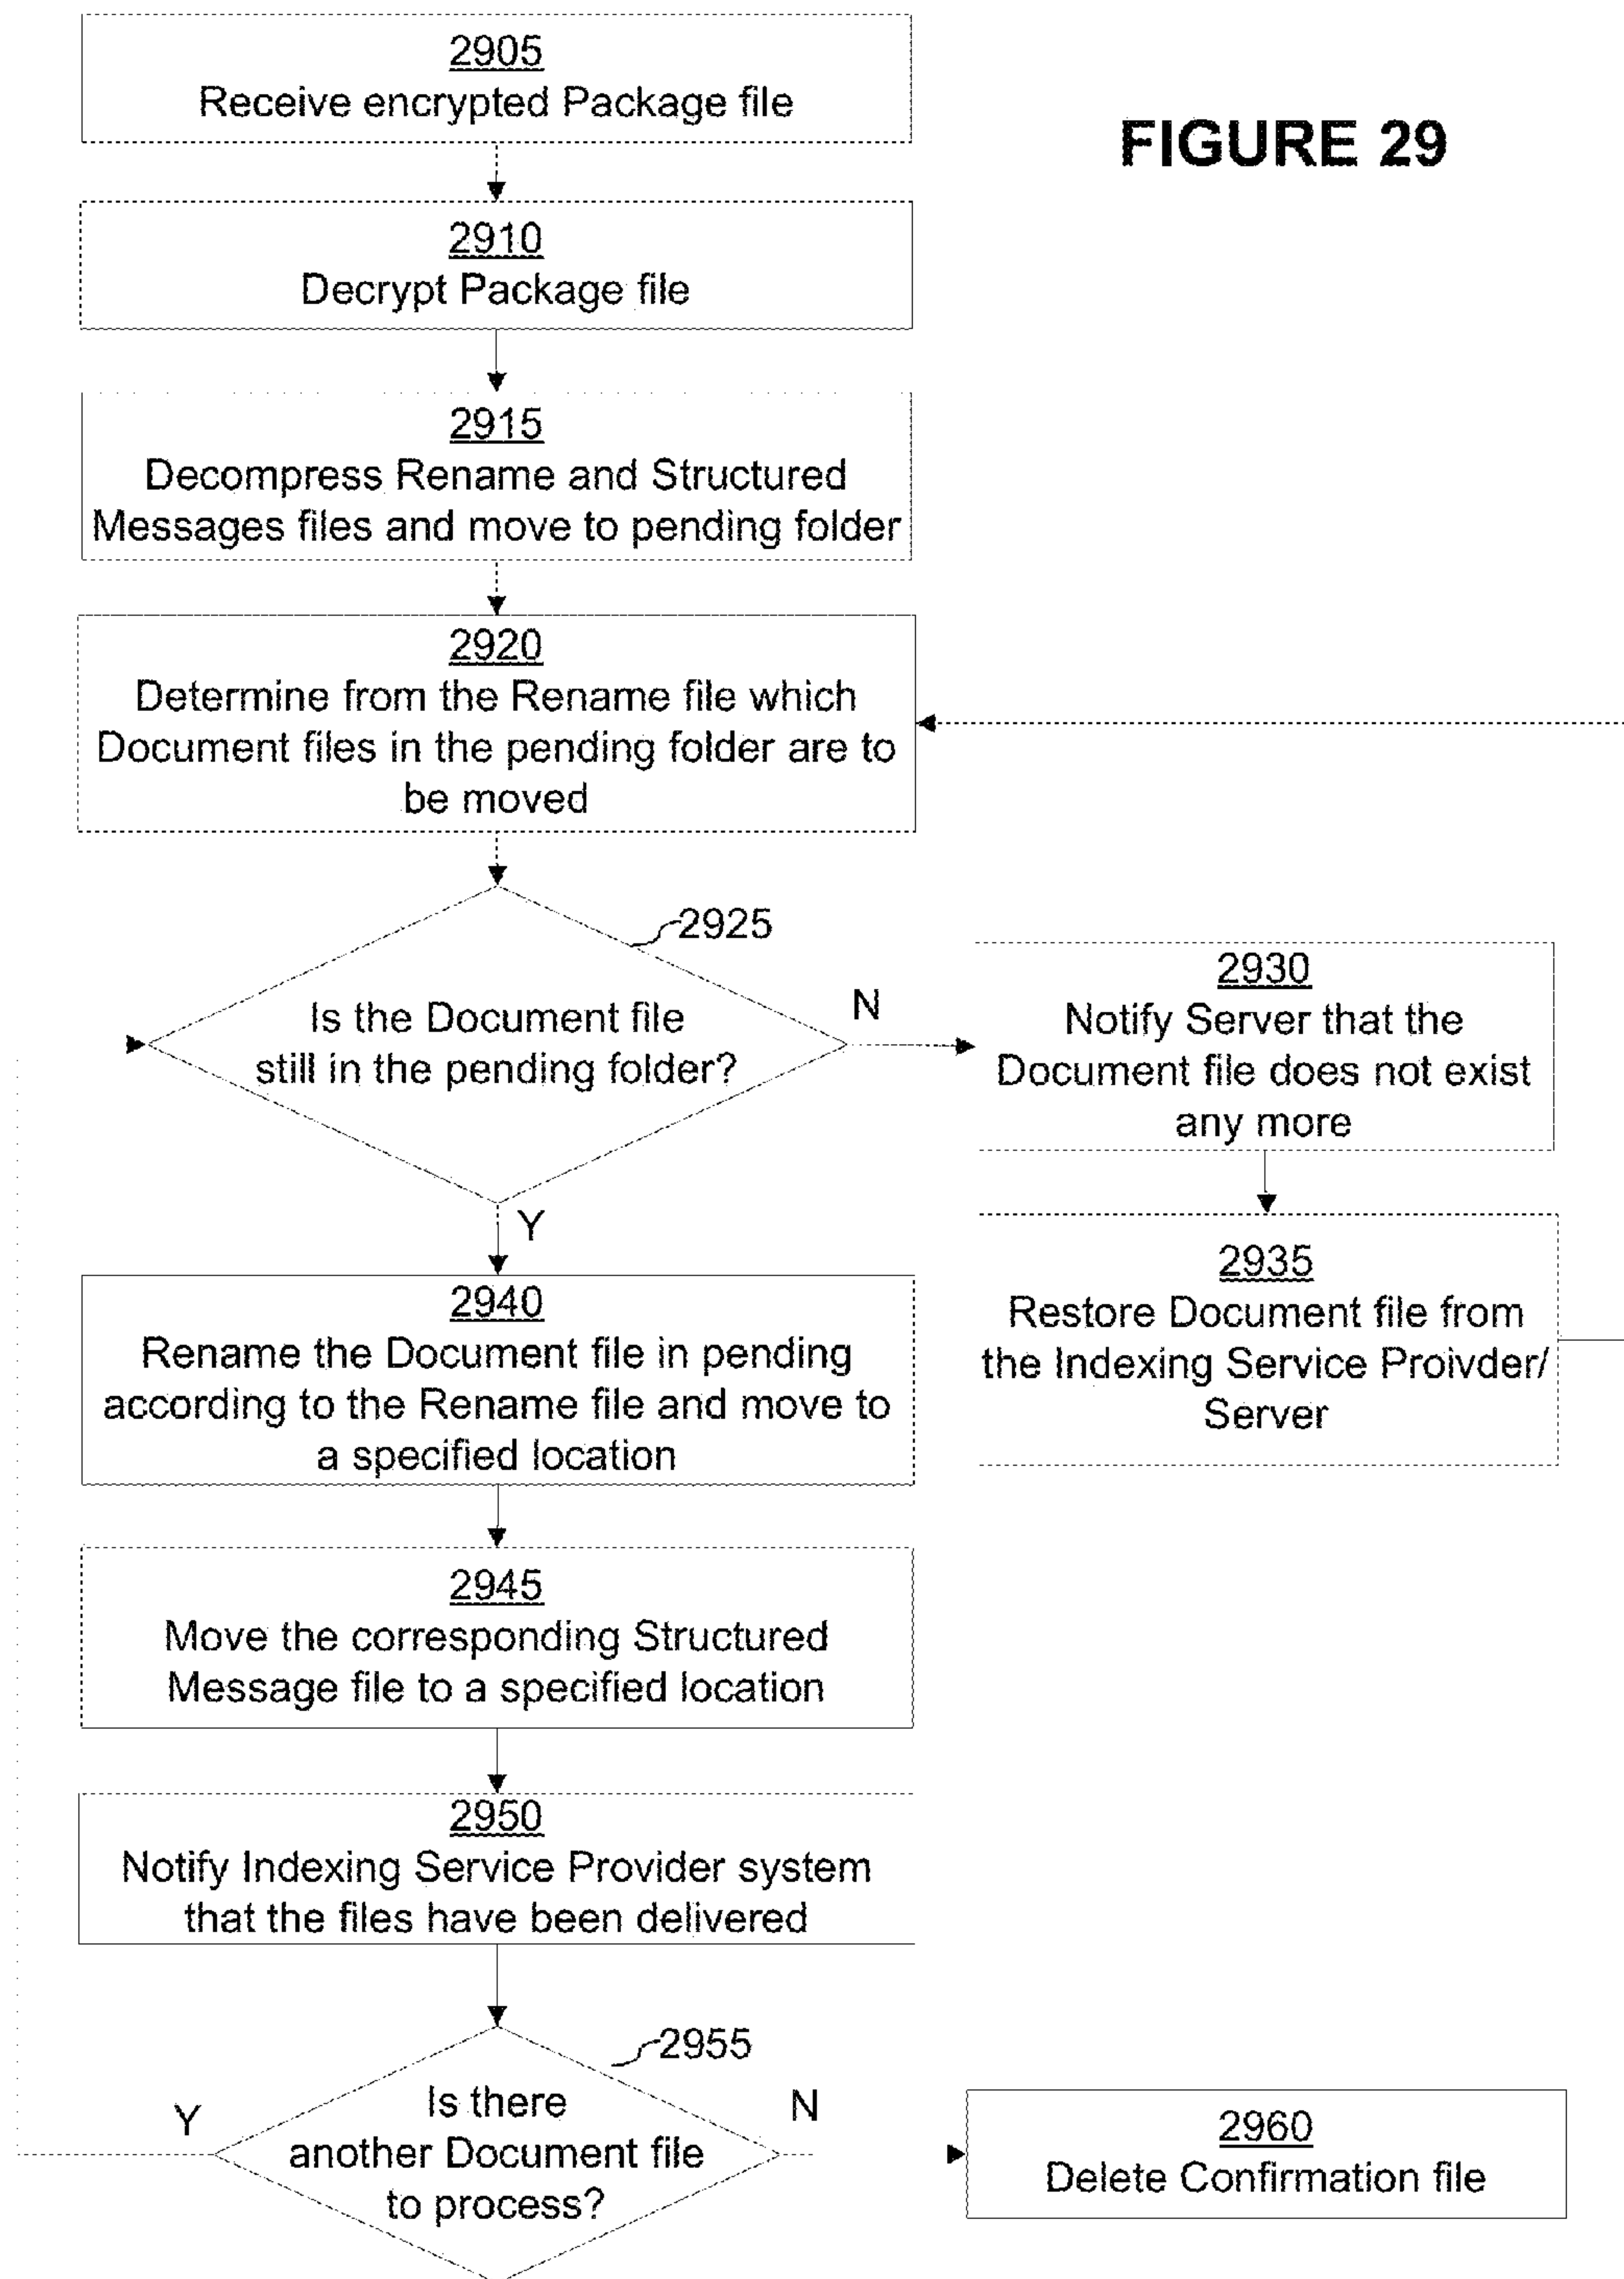 2905
Receive encrypted Package file
FIGURE 29
2910
Decrypt Package file
2915
Decompress Rename and Structured
Messages files and move to pending folder
2920
Determine from the Rename file which
Document files in the pending folder are to
be moved
2925
Is the Document file
still in the pending folder?
N
2930
Notify Server that the
Document file does not exist
any more
Y
2935
Restore Document file from
the Indexing Service Proivder/
Server
2940
Rename the Document file in pending
according to the Rename file and move to
a specified location
2945
Move the corresponding Structured
Message file to a specified location
2950
Notify Indexing Service Provider system
that the files have been delivered
2955
Is there
another Document file
to process?
Y
N
2960
Delete Confirmation file